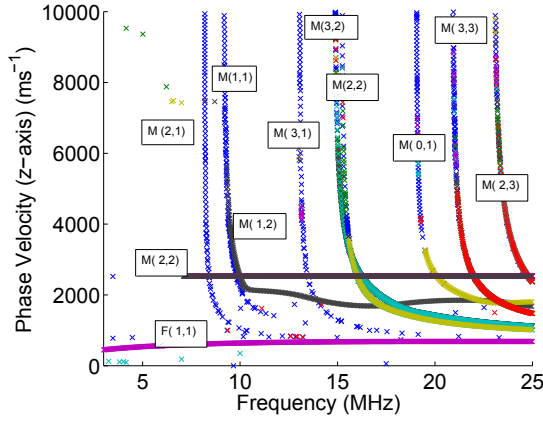 10000
8000
6000
4000
2000
0
Phase Velocity (z−axis) (ms⁻¹)
5
10
15
20
25
Frequency (MHz)
M(3,2)
M( 3,3)
M(1,1)
M(2,2)
M (2,1)
M( 3,1)
M( 0,1)
M( 2,3)
M( 1,2)
M( 2,2)
F( 1,1)